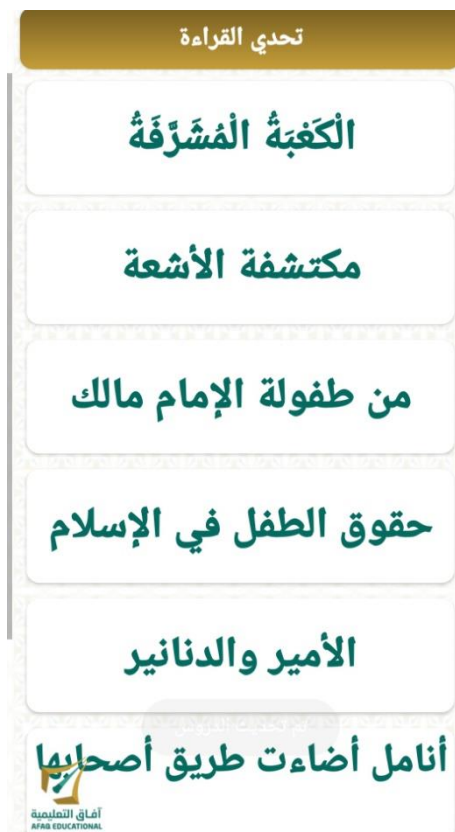 تحدي القراءة
الْكَعْبَةُ الْمُشَرَّفَةُ
مكتشفة الأشعة
من طفولة الإمام مالك
حقوق الطفل في الإسلام
الأمير والدنانير
أنامل أضاءت طريق أصحابها
آفاق التعليمية
AFAQ EDUCATIONAL